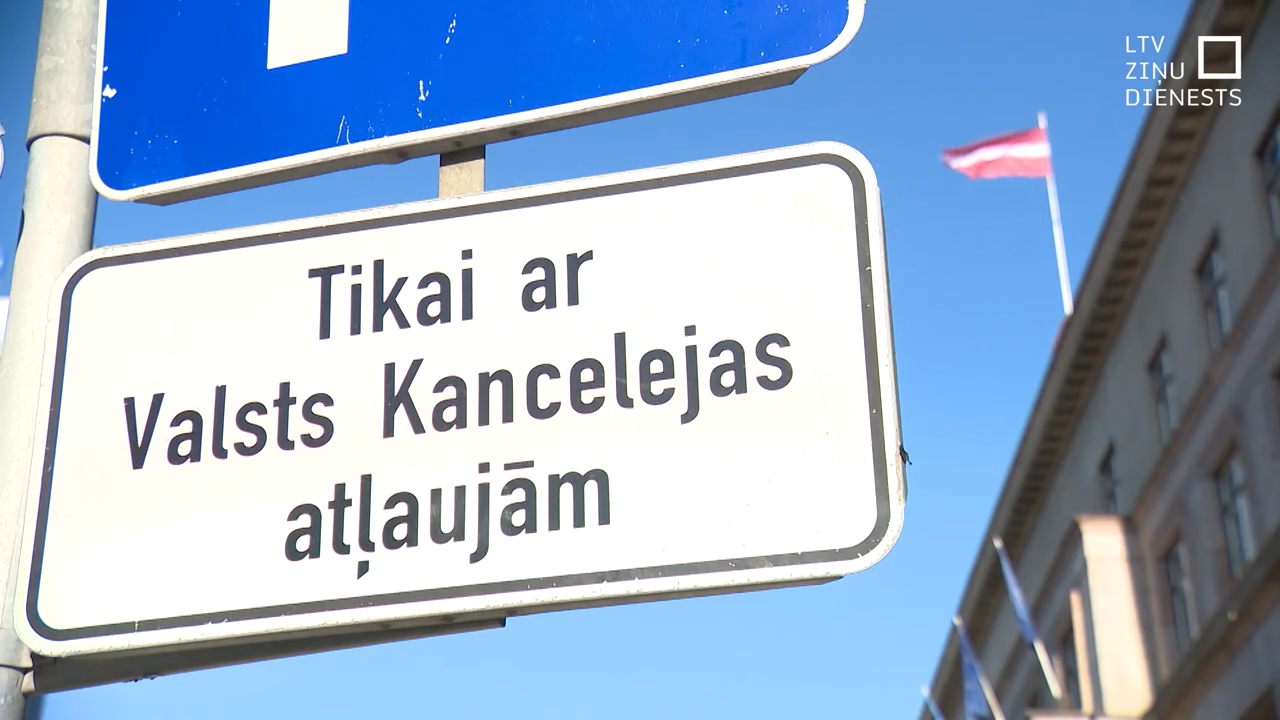 LTV
ZIŅU
DIENESTS
Tikai ar
Valsts Kancelejas
atļaujām